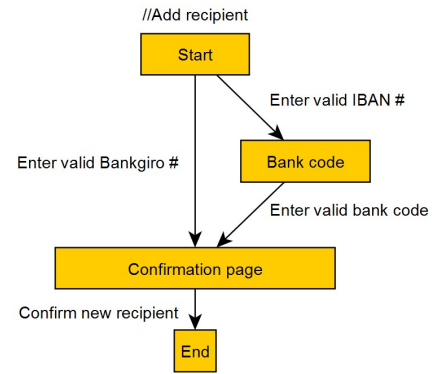 //Add recipient
Start
Enter valid IBAN #
Enter valid Bankgiro #
Bank code
Enter valid bank code
Confirmation page
Confirm new recipient
End